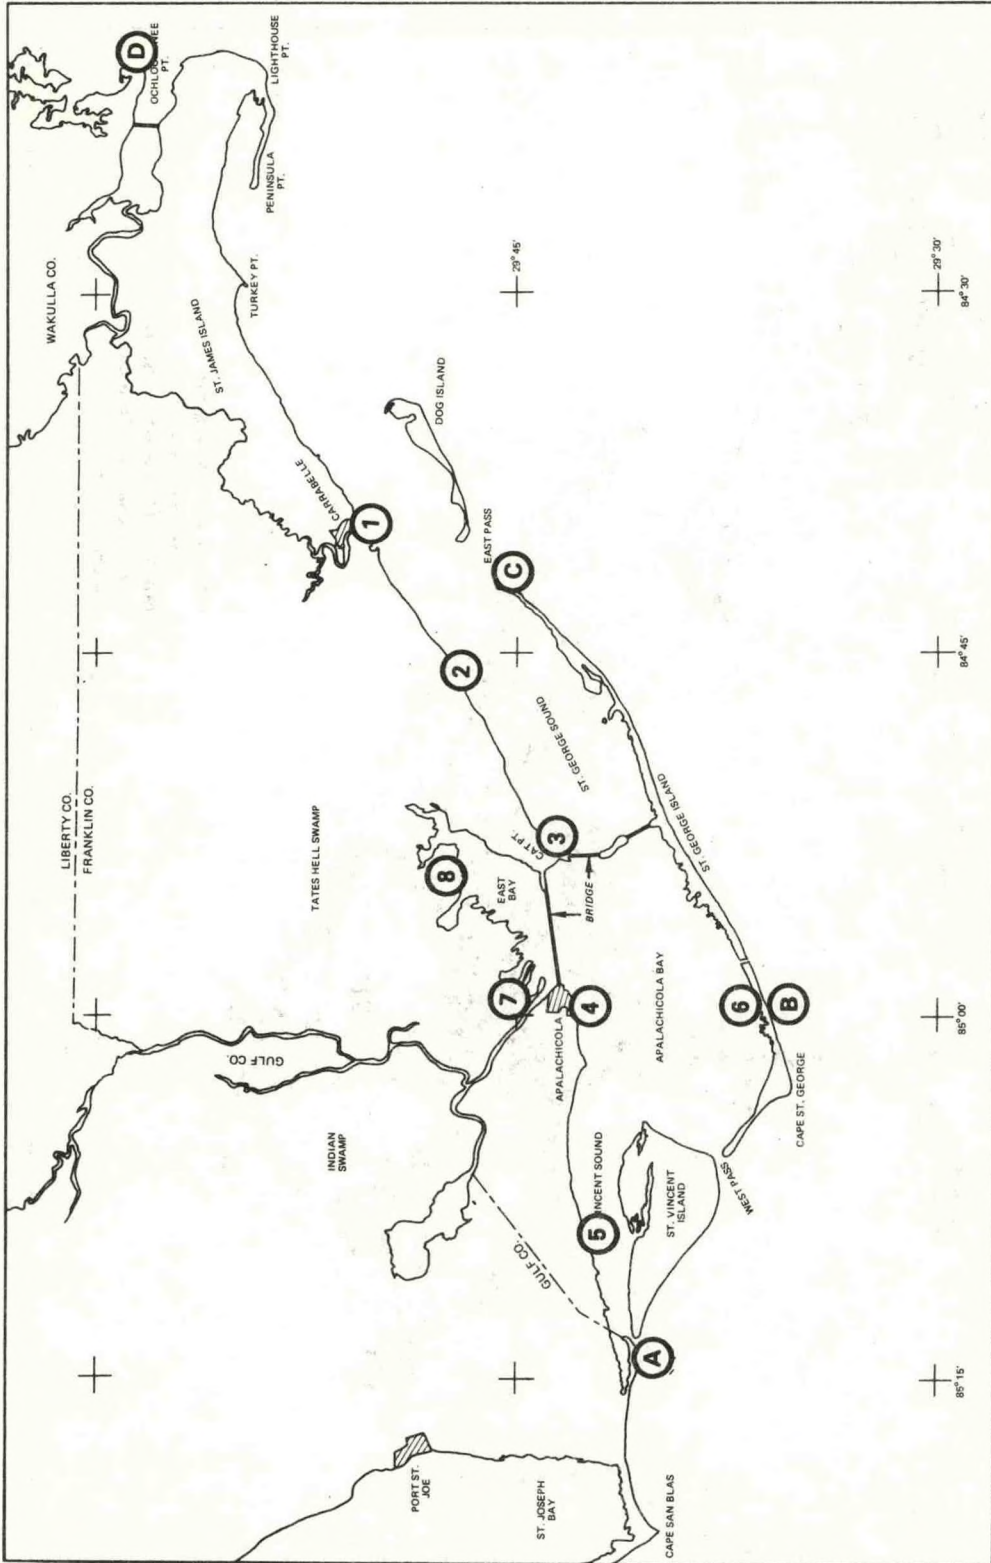 WAKULLA CO.
OCHLOC NEE
PT.
D
LIGHTHOUSE
PT.
PENINSULA
PT.
TURKEY PT.
ST. JAMES ISLAND
LIBERTY CO.
FRANKLIN CO.
CARRABELLE
1
DOG ISLAND
EAST PASS
C
2
TATES HELL SWAMP
ST. GEORGE SOUND
8
EAST
BAY
CAT PT.
3
BRIDGE
ST. GEORGE ISLAND
GULF CO.
7
APALACHICOLA
4
APALACHICOLA BAY
6
B
CAPE ST. GEORGE
INDIAN
SWAMP
GULF CO.
5
INCENT SOUND
ST. VINCENT
ISLAND
WEST PASS
A
PORT ST.
JOE
ST. JOSEPH
BAY
CAPE SAN BLAS
29° 45'
29° 30'
85° 15'
85° 00'
84° 45'
84° 30'